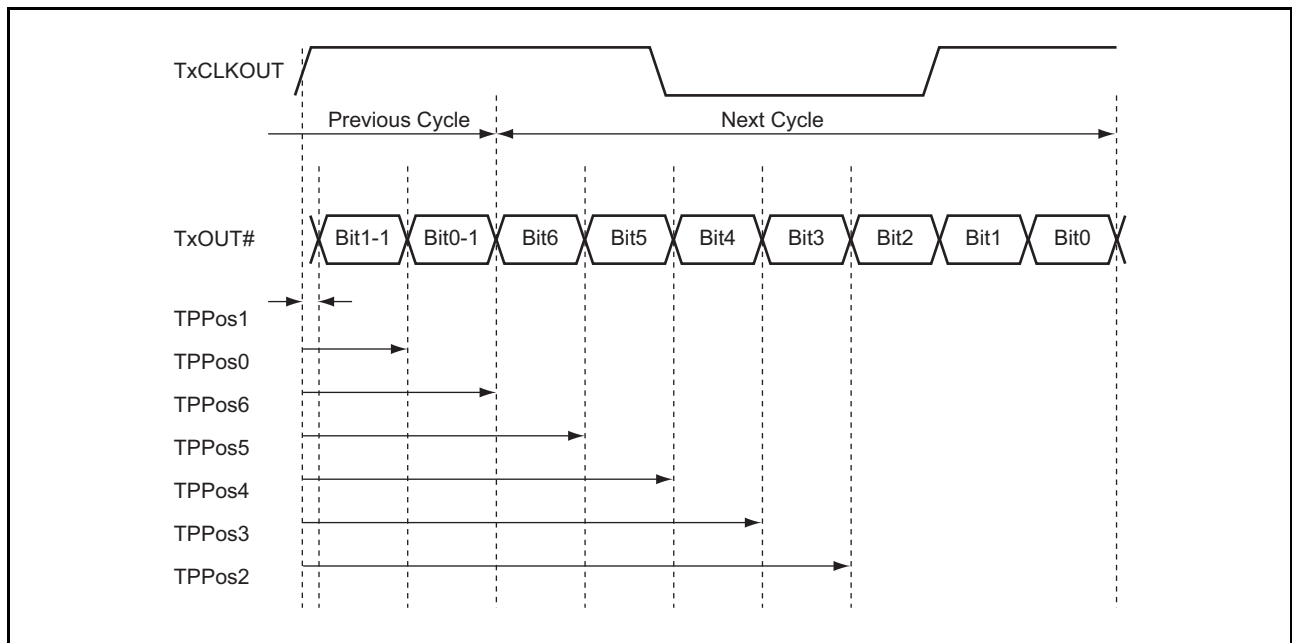 TxCLKOUT
Previous Cycle
Next Cycle
TxOUT#
Bit1-1
Bit0-1
Bit6
Bit5
Bit4
Bit3
Bit2
Bit1
Bit0
TPPos1
TPPos0
TPPos6
TPPos5
TPPos4
TPPos3
TPPos2